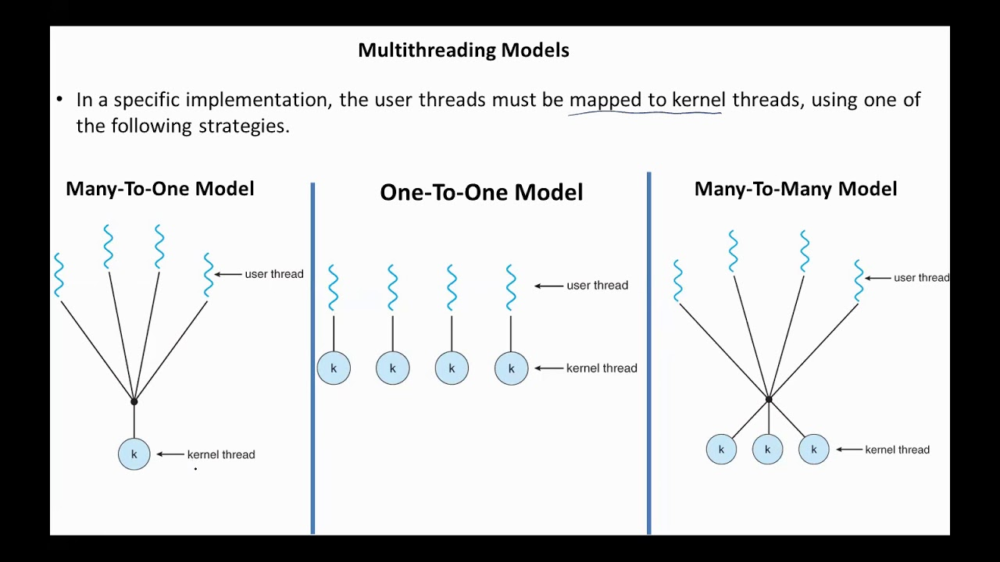 Multithreading Models
• In a specific implementation, the user threads must be mapped to kernel threads, using one of
the following strategies.
Many-To-One Model
user thread
kernel thread
k
One-To-One Model
user thread
k k k k
kernel thread
Many-To-Many Model
user thread
k k k
kernel thread